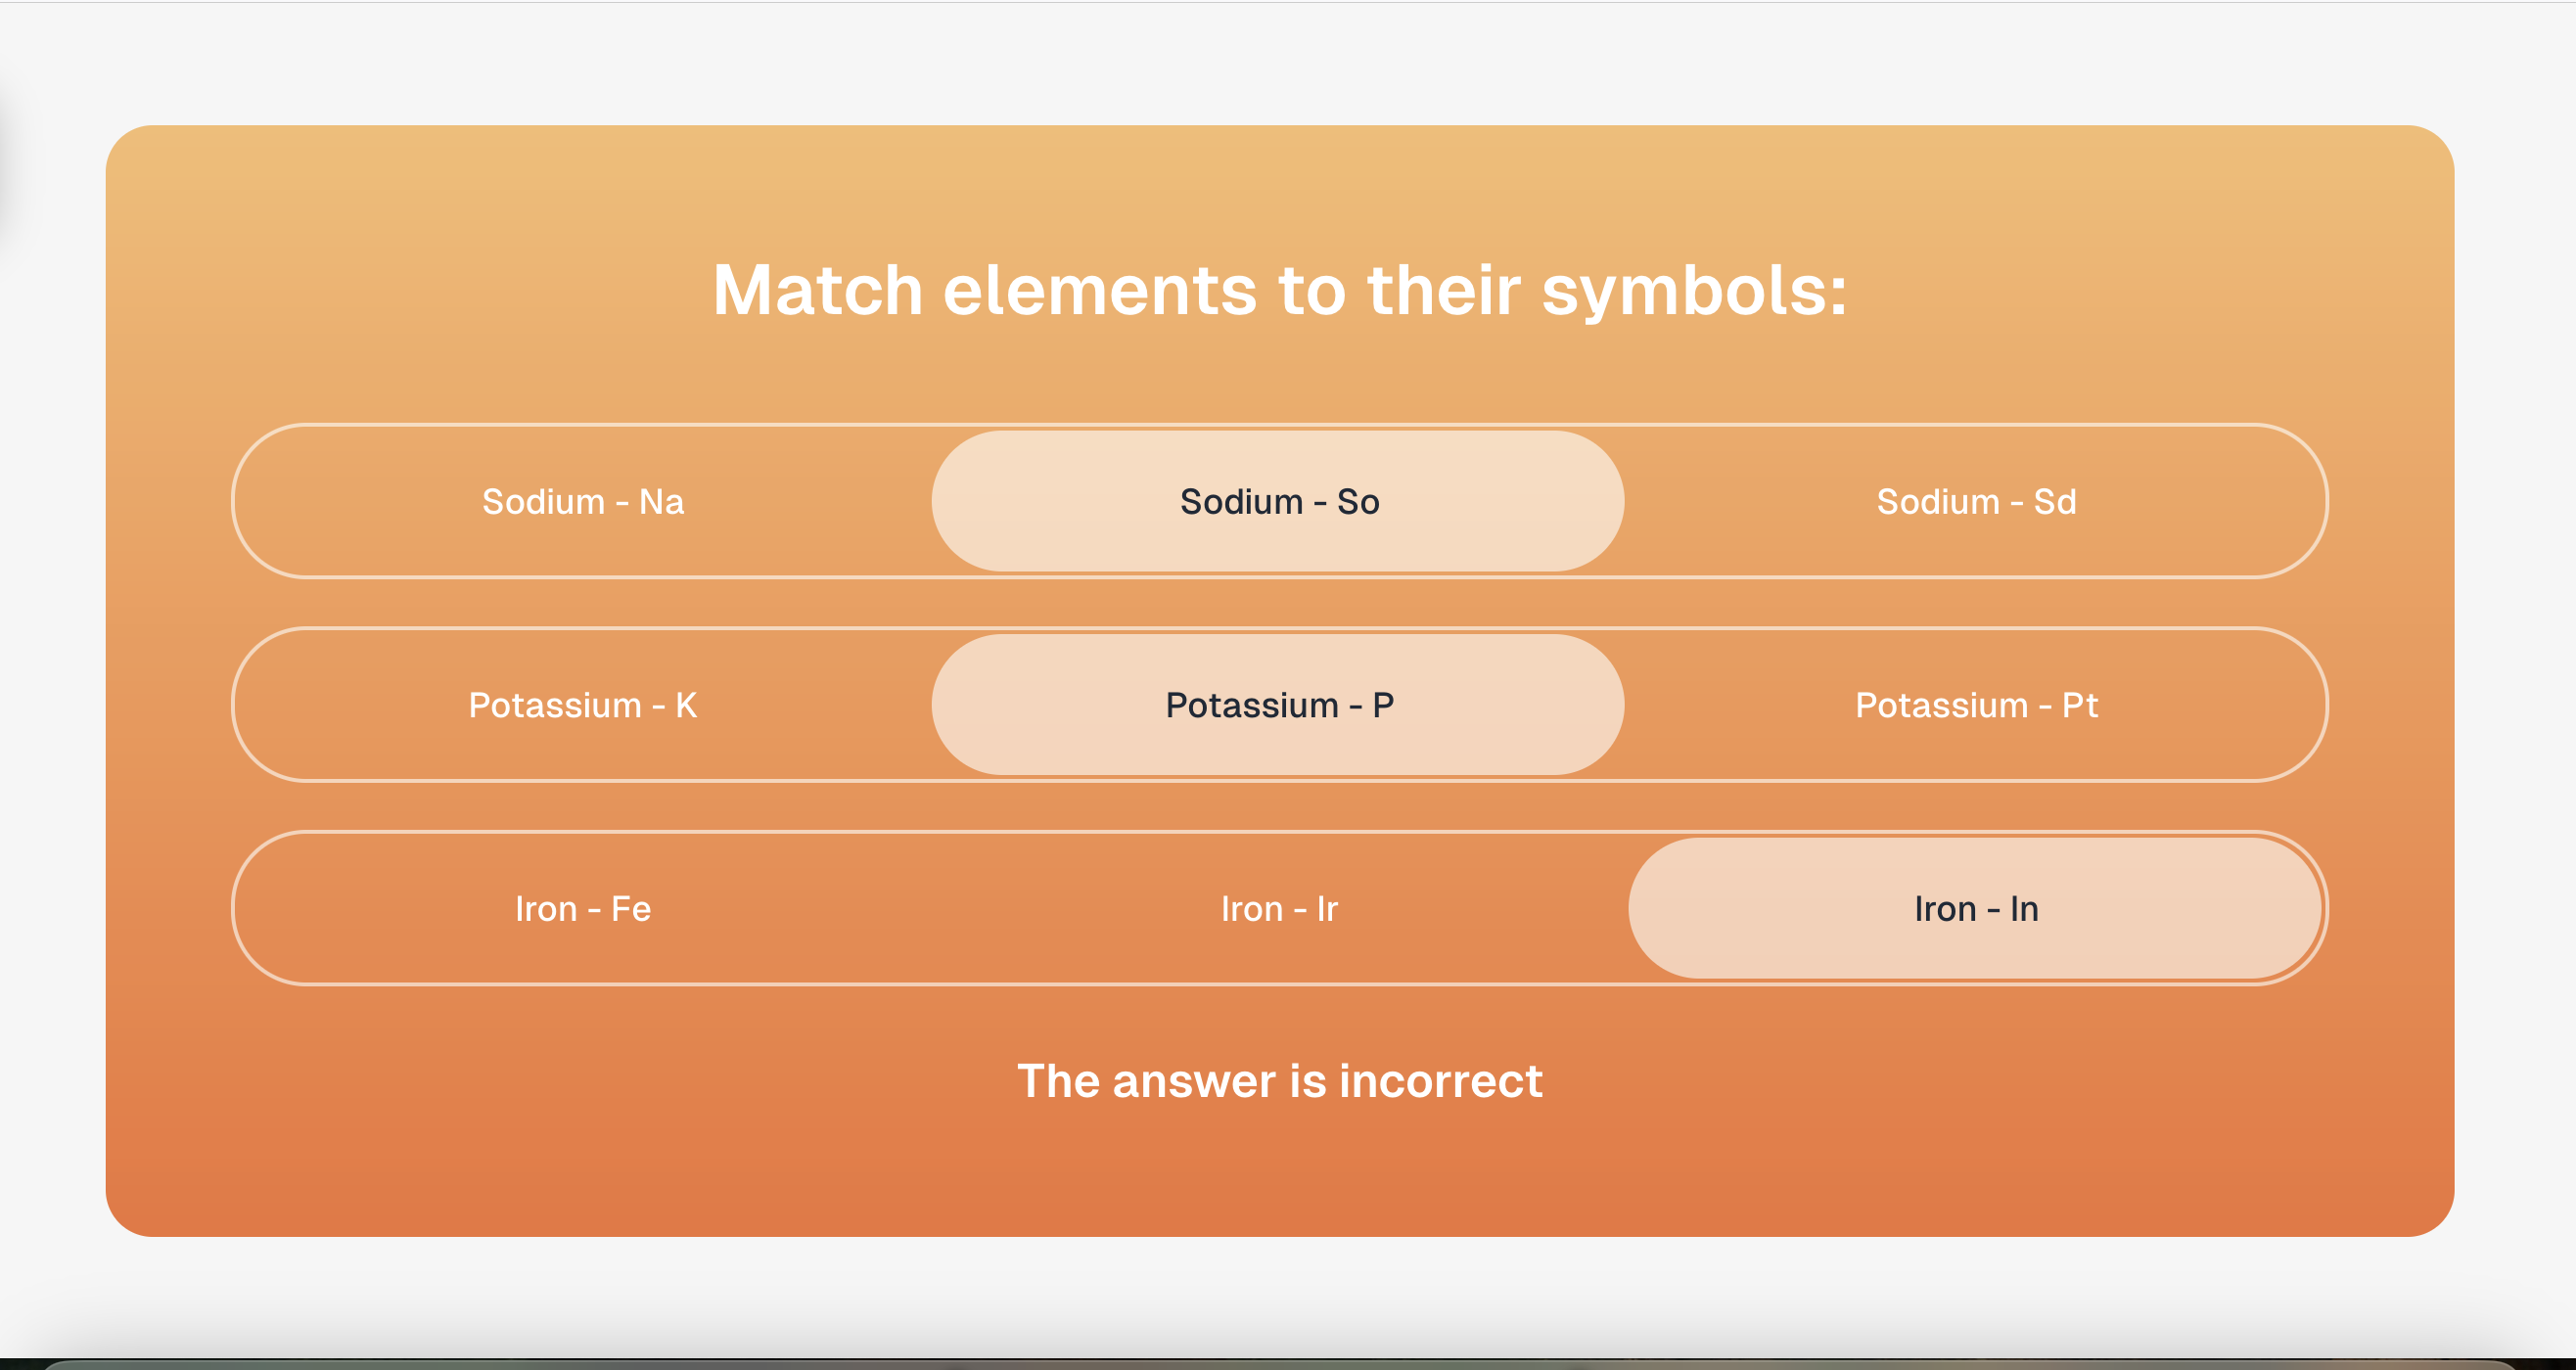 Match elements to their symbols:
Sodium - Na Sodium - So Sodium - Sd
Potassium - K Potassium - P Potassium - Pt
Iron - Fe Iron - Ir Iron - In
The answer is incorrect